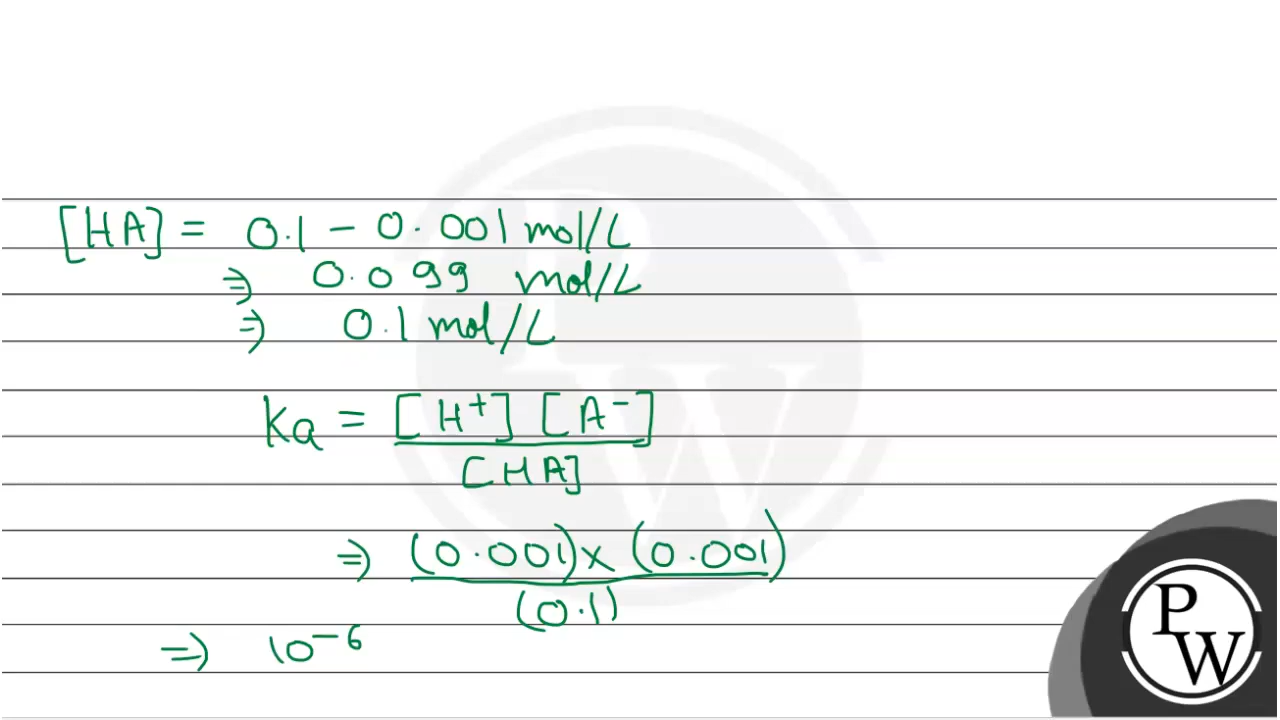 [HA] = 0.1 - 0.001 mol/L
⇒ 0.099 mol/L
⇒ 0.1 mol/L
Ka = [H⁺] [A⁻]
[HA]
⇒ (0.001) x (0.001)
(0.1)
⇒ 10⁻⁶
P
W